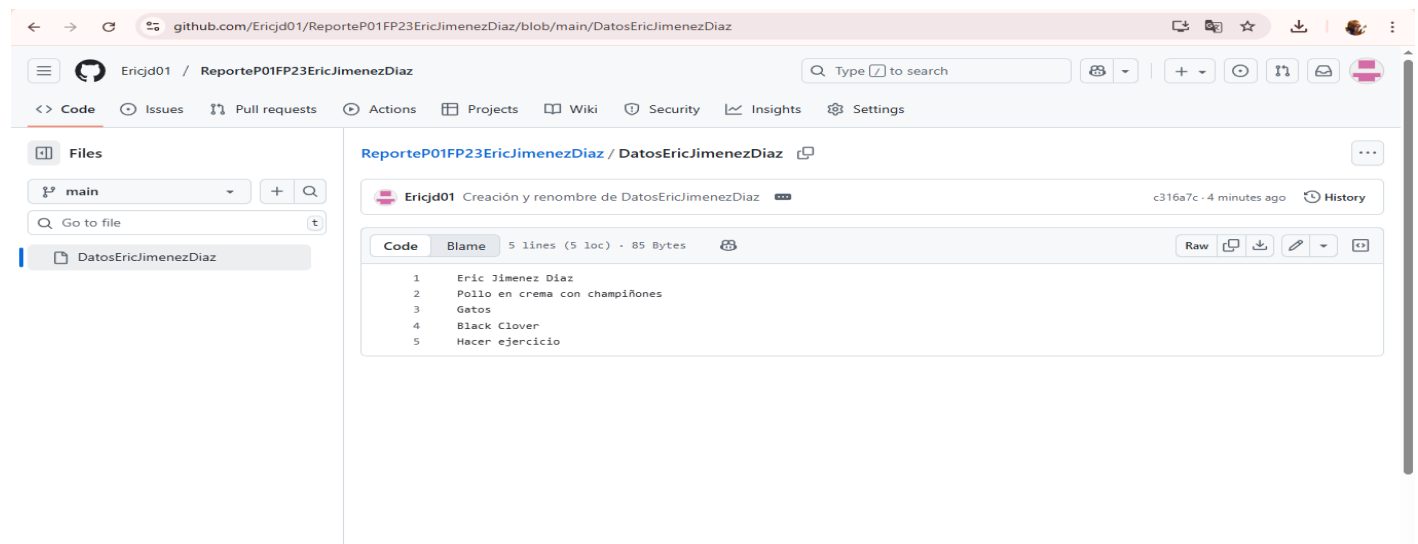 github.com/Ericjd01/ReporteP01FP23EricJimenezDiaz/blob/main/DatosEricJimenezDiaz
Ericjd01 / ReporteP01FP23EricJimenezDiaz
Type / to search
<> Code Issues Pull requests Actions Projects Wiki Security Insights Settings
Files
ReporteP01FP23EricJimenezDiaz / DatosEricJimenezDiaz
main
Ericjd01 Creación y renombre de DatosEricJimenezDiaz
c316a7c · 4 minutes ago History
Go to file t
Code Blame 5 lines (5 loc) · 85 Bytes
Raw
DatosEricJimenezDiaz
1 Eric Jimenez Diaz
2 Pollo en crema con champiñones
3 Gatos
4 Black Clover
5 Hacer ejercicio